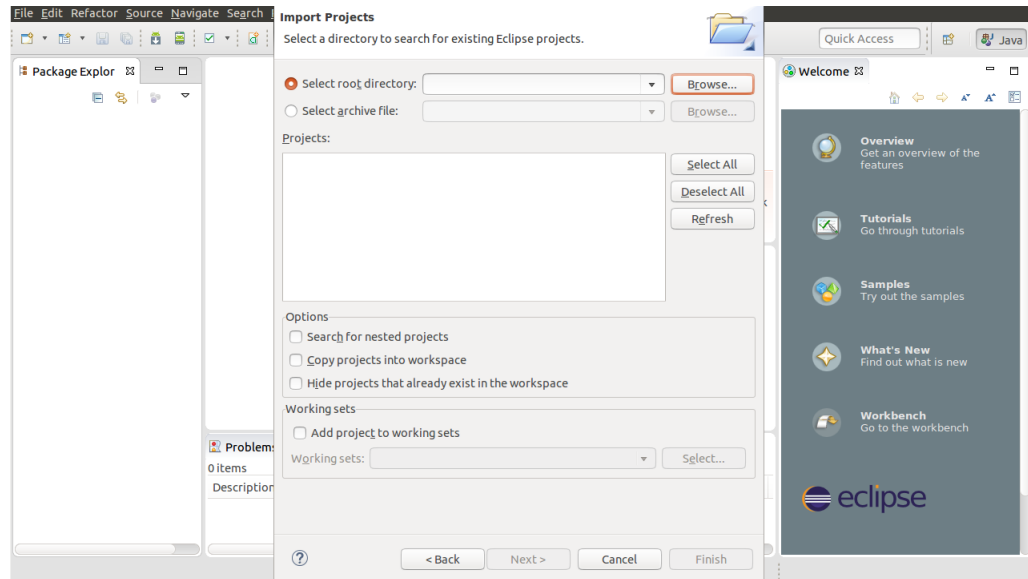 File Edit Refactor Source Navigate Search
Import Projects
Select a directory to search for existing Eclipse projects.
Quick Access
Java
Package Explor
Welcome
Select root directory:
Browse...
Select archive file:
Browse...
Projects:
Select All
Deselect All
Refresh
Overview
Get an overview of the
features
Tutorials
Go through tutorials
Samples
Try out the samples
What's New
Find out what is new
Workbench
Go to the workbench
eclipse
Options
Search for nested projects
Copy projects into workspace
Hide projects that already exist in the workspace
Working sets
Add project to working sets
Working sets:
Select...
Problems
0 items
Description
< Back
Next >
Cancel
Finish